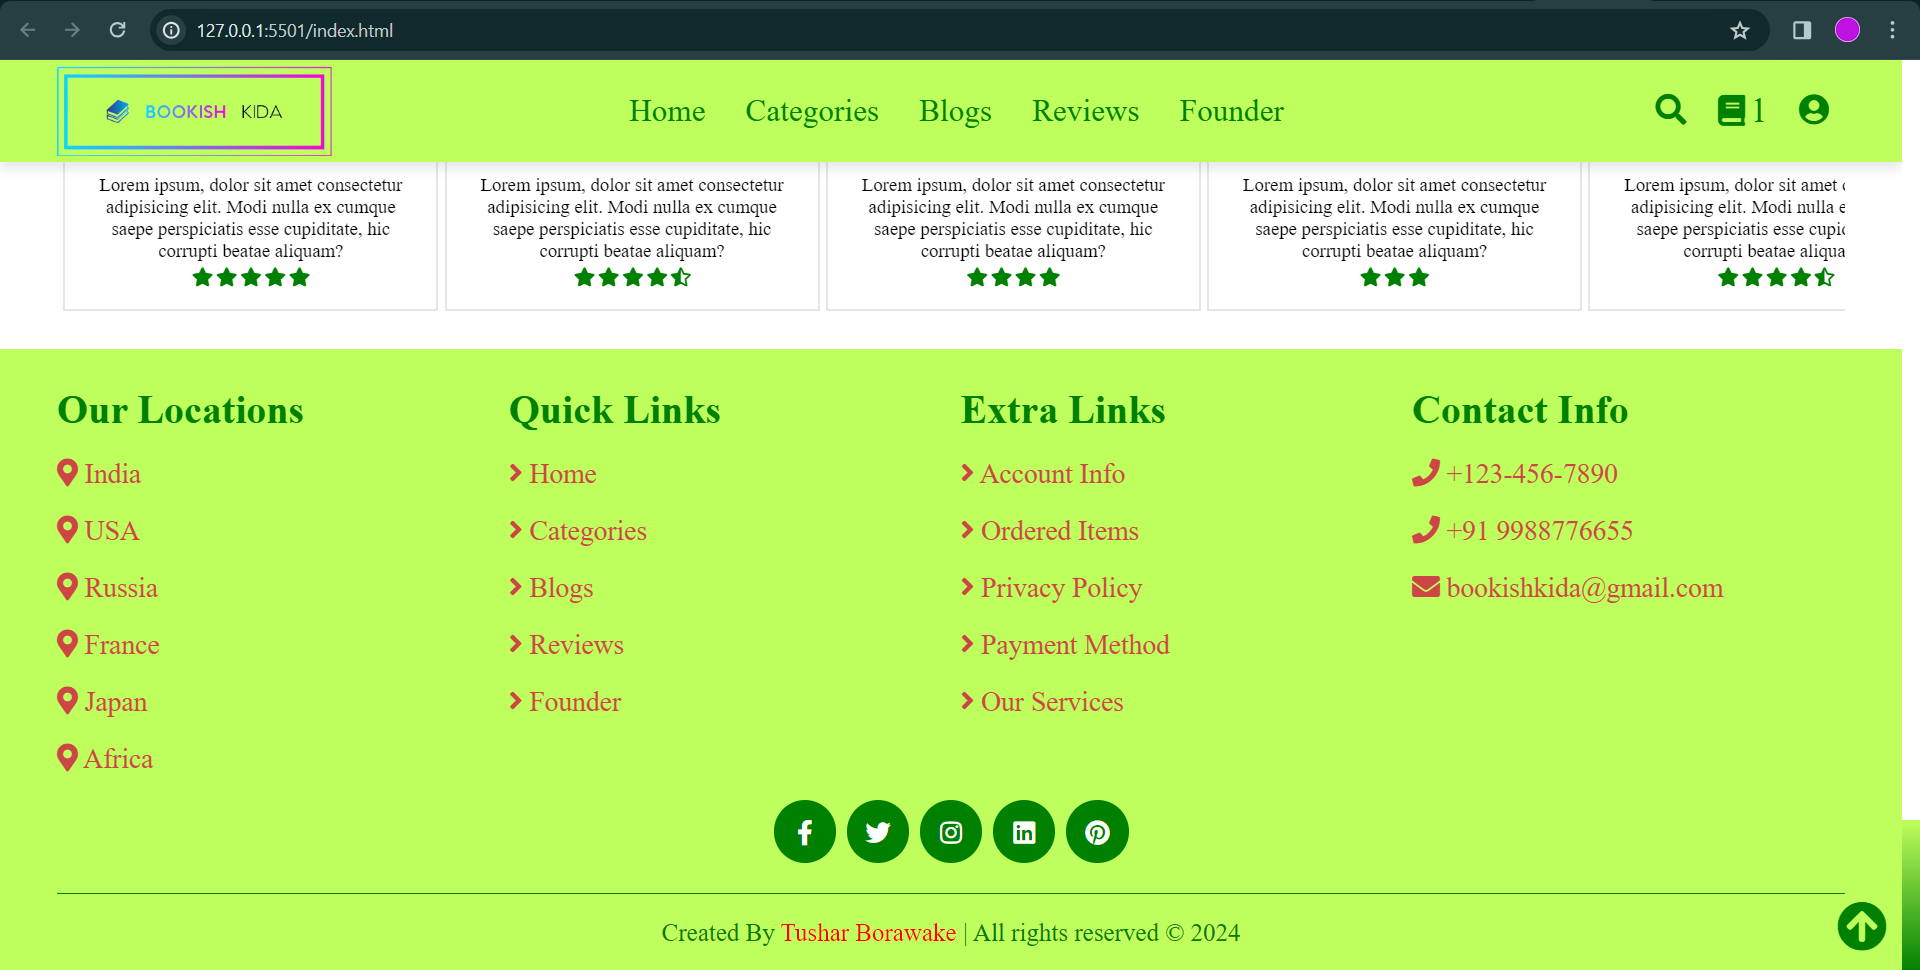 127.0.0.1:5501/index.html
BOOKISH KIDA
Home Categories Blogs Reviews Founder
1
Lorem ipsum, dolor sit amet consectetur
adipisicing elit. Modi nulla ex cumque
saepe perspiciatis esse cupiditate, hic
corrupti beatae aliquam?
Lorem ipsum, dolor sit amet consectetur
adipisicing elit. Modi nulla ex cumque
saepe perspiciatis esse cupiditate, hic
corrupti beatae aliquam?
Lorem ipsum, dolor sit amet consectetur
adipisicing elit. Modi nulla ex cumque
saepe perspiciatis esse cupiditate, hic
corrupti beatae aliquam?
Lorem ipsum, dolor sit amet consectetur
adipisicing elit. Modi nulla ex cumque
saepe perspiciatis esse cupiditate, hic
corrupti beatae aliquam?
Lorem ipsum, dolor sit amet
adipisicing elit. Modi nulla
saepe perspiciatis esse
corrupti beatae
Our Locations
India
USA
Russia
France
Japan
Africa
Quick Links
Home
Categories
Blogs
Reviews
Founder
Extra Links
Account Info
Ordered Items
Privacy Policy
Payment Method
Our Services
Contact Info
+123-456-7890
+91 9988776655
bookishkida@gmail.com
Created By Tushar Borawake | All rights reserved © 2024